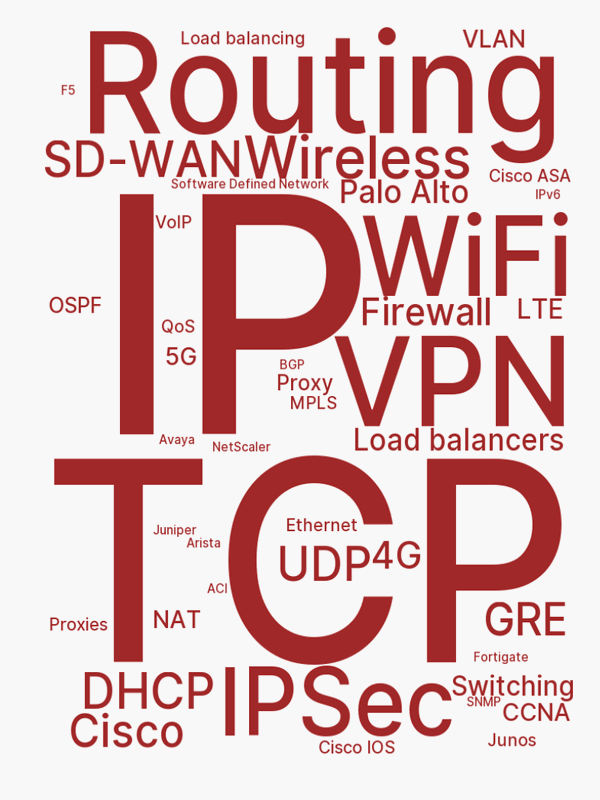 Load balancing
VLAN
Routing
F5
SD-WAN
Wireless
Cisco ASA
Software Defined Network
Palo Alto
IPv6
IP
VoIP
WiFi
OSPF
Firewall
LTE
QoS
5G
VPN
BGP
Proxy
MPLS
Avaya
NetScaler
Load balancers
TCP
Ethernet
Juniper
Arista
UDP
4G
ACI
Proxies
NAT
GRE
Fortigate
DHCP
IPSec
Switching
SNMP
CCNA
Cisco
Cisco IOS
Junos